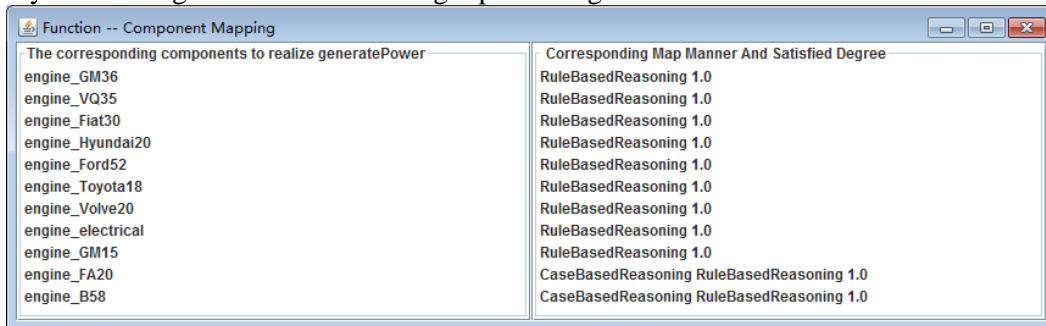 Function -- Component Mapping
The corresponding components to realize generatePower Corresponding Map Manner And Satisfied Degree
engine_GM36 RuleBasedReasoning 1.0
engine_VQ35 RuleBasedReasoning 1.0
engine_Fiat30 RuleBasedReasoning 1.0
engine_Hyundai20 RuleBasedReasoning 1.0
engine_Ford52 RuleBasedReasoning 1.0
engine_Toyota18 RuleBasedReasoning 1.0
engine_Volve20 RuleBasedReasoning 1.0
engine_electrical RuleBasedReasoning 1.0
engine_GM15 RuleBasedReasoning 1.0
engine_FA20 CaseBasedReasoning RuleBasedReasoning 1.0
engine_B58 CaseBasedReasoning RuleBasedReasoning 1.0